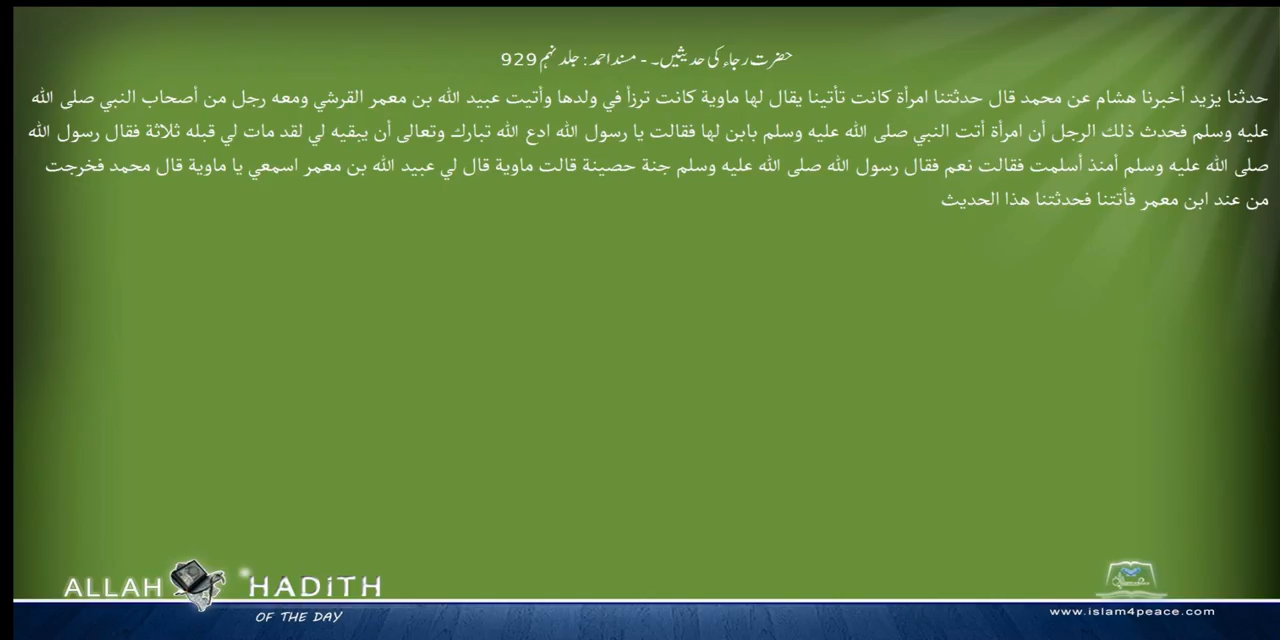 حضرت رجاء کی حدیثیں۔ - مسند احمد : جلد نہم 929
حدثنا يزيد أخبرنا هشام عن محمد قال حدثتنا امرأة كانت تأتينا يقال لها ماوية كانت ترزأ في ولدها وأتيت عبيد الله بن معمر القرشي ومعه رجل من أصحاب النبي صلى الله
عليه وسلم فحدث ذلك الرجل أن امرأة أتت النبي صلى الله عليه وسلم بابن لها فقالت يا رسول الله ادع الله تبارك وتعالى أن يبقيه لي لقد مات لي قبله ثلاثة فقال رسول الله
صلى الله عليه وسلم أمنذ أسلمت فقالت نعم فقال رسول الله صلى الله عليه وسلم جنة حصينة قالت ماوية قال لي عبيد الله بن معمر اسمعي يا ماوية قال محمد فخرجت
من عند ابن معمر فأتتنا فحدثتنا هذا الحديث
ALLAH HADITH
OF THE DAY
www.islam4peace.com